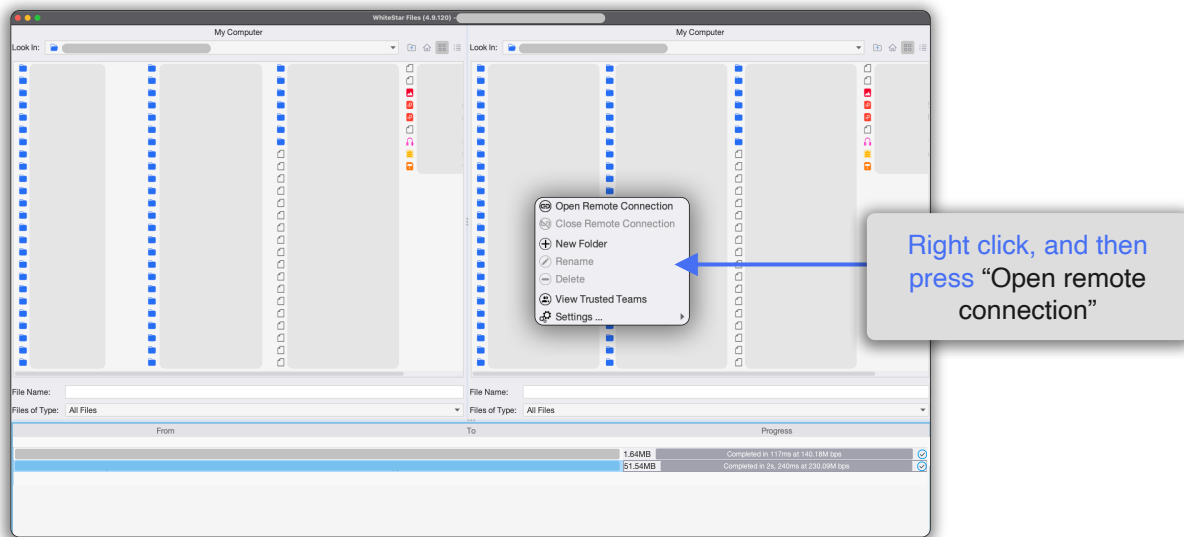 WhiteStar Files (4.9.120) -
My Computer
My Computer
Look In:
Look In:
Open Remote Connection
Close Remote Connection
New Folder
Rename
Delete
View Trusted Teams
Settings ...
Right click, and then
press “Open remote
connection”
File Name:
File Name:
Files of Type: All Files
Files of Type: All Files
From To Progress
1.64MB Completed in 117ms at 140.18M bps
51.54MB Completed in 2s, 240ms at 230.09M bps